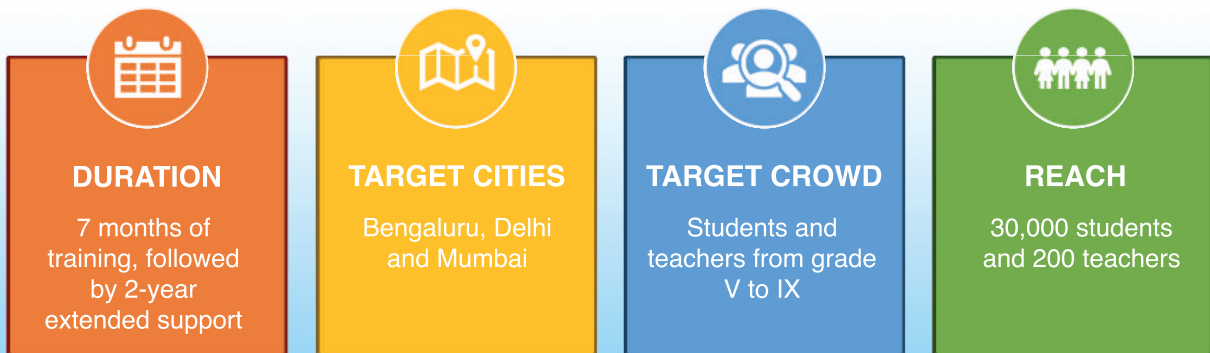 DURATION
7 months of
training, followed
by 2-year
extended support
TARGET CITIES
Bengaluru, Delhi
and Mumbai
TARGET CROWD
Students and
teachers from grade
V to IX
REACH
30,000 students
and 200 teachers